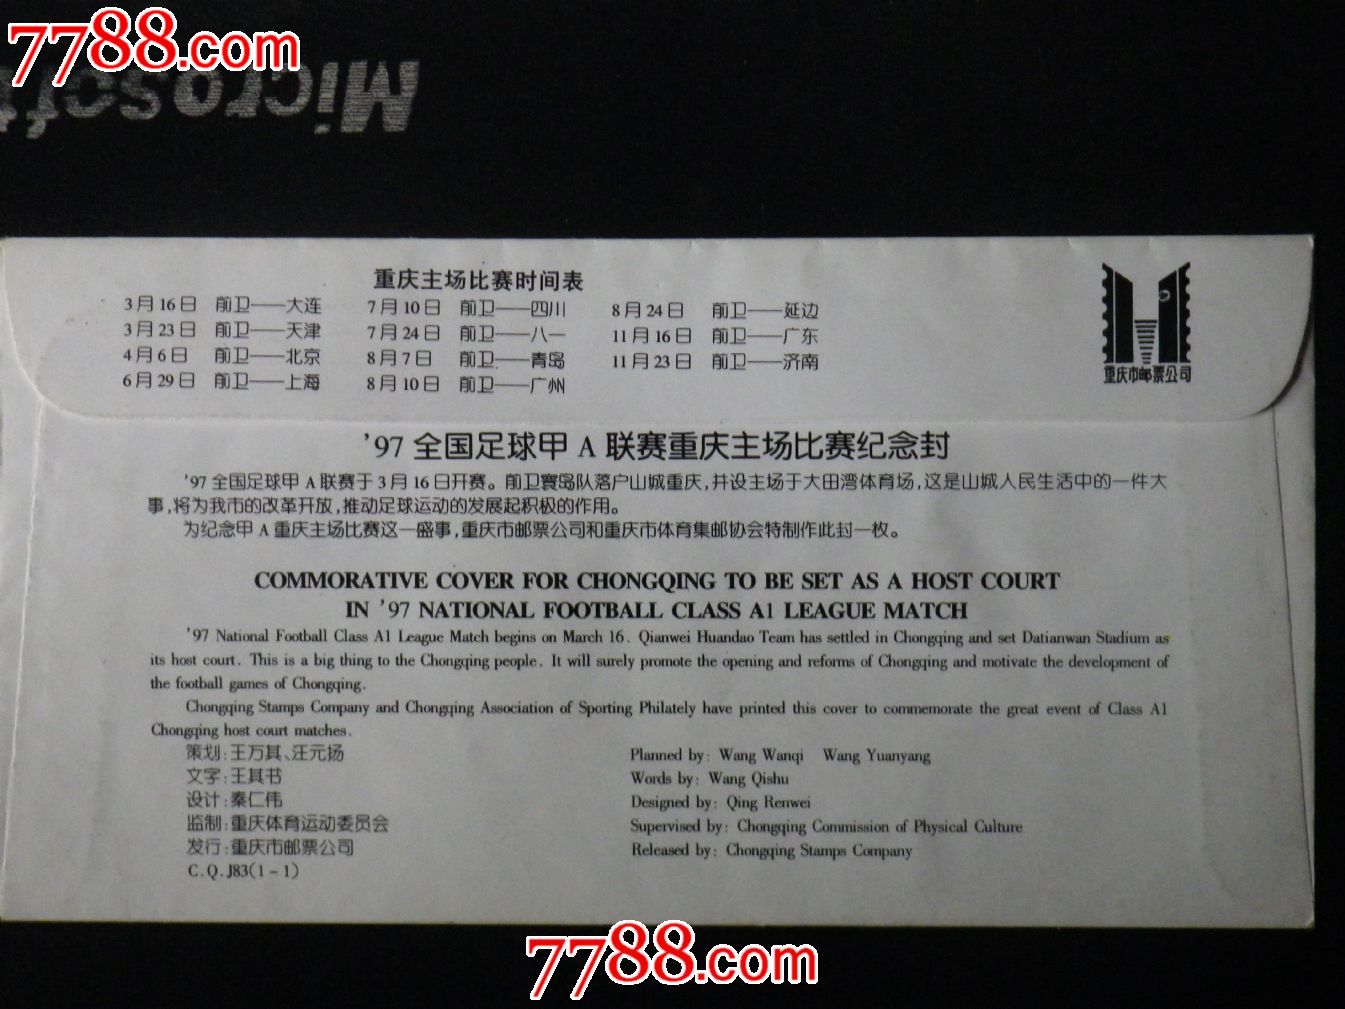 7788.com
Microsoft
重庆主场比赛时间表
3月16日 前卫——大连 7月10日 前卫——四川 8月24日 前卫——延边
3月23日 前卫——天津 7月24日 前卫——八一 11月16日 前卫——广东
4月6日 前卫——北京 8月7日 前卫——青岛 11月23日 前卫——济南
6月29日 前卫——上海 8月10日 前卫——广州
重庆市邮票公司
'97 全国足球甲 A 联赛重庆主场比赛纪念封
'97 全国足球甲 A 联赛于 3 月 16 日开赛。前卫寰岛队落户山城重庆,并设主场于大田湾体育场,这是山城人民生活中的一件大
事,将为我市的改革开放,推动足球运动的发展起积极的作用。
为纪念甲 A 重庆主场比赛这一盛事,重庆市邮票公司和重庆市体育集邮协会特制作此封一枚。
COMMORATIVE COVER FOR CHONGQING TO BE SET AS A HOST COURT
IN '97 NATIONAL FOOTBALL CLASS A1 LEAGUE MATCH
'97 National Football Class A1 League Match begins on March 16. Qianwei Huandao Team has settled in Chongqing and set Datianwan Stadium as
its host court. This is a big thing to the Chongqing people. It will surely promote the opening and reforms of Chongqing and motivate the development of
the football games of Chongqing.
Chongqing Stamps Company and Chongqing Association of Sporting Philately have printed this cover to commemorate the great event of Class A1
Chongqing host court matches.
策划:王万其、汪元扬 Planned by: Wang Wanqi Wang Yuanyang
文字:王其书 Words by: Wang Qishu
设计:秦仁伟 Designed by: Qing Renwei
监制:重庆体育运动委员会 Supervised by: Chongqing Commission of Physical Culture
发行:重庆市邮票公司 Released by: Chongqing Stamps Company
C.Q.J83(1-1)
7788.com